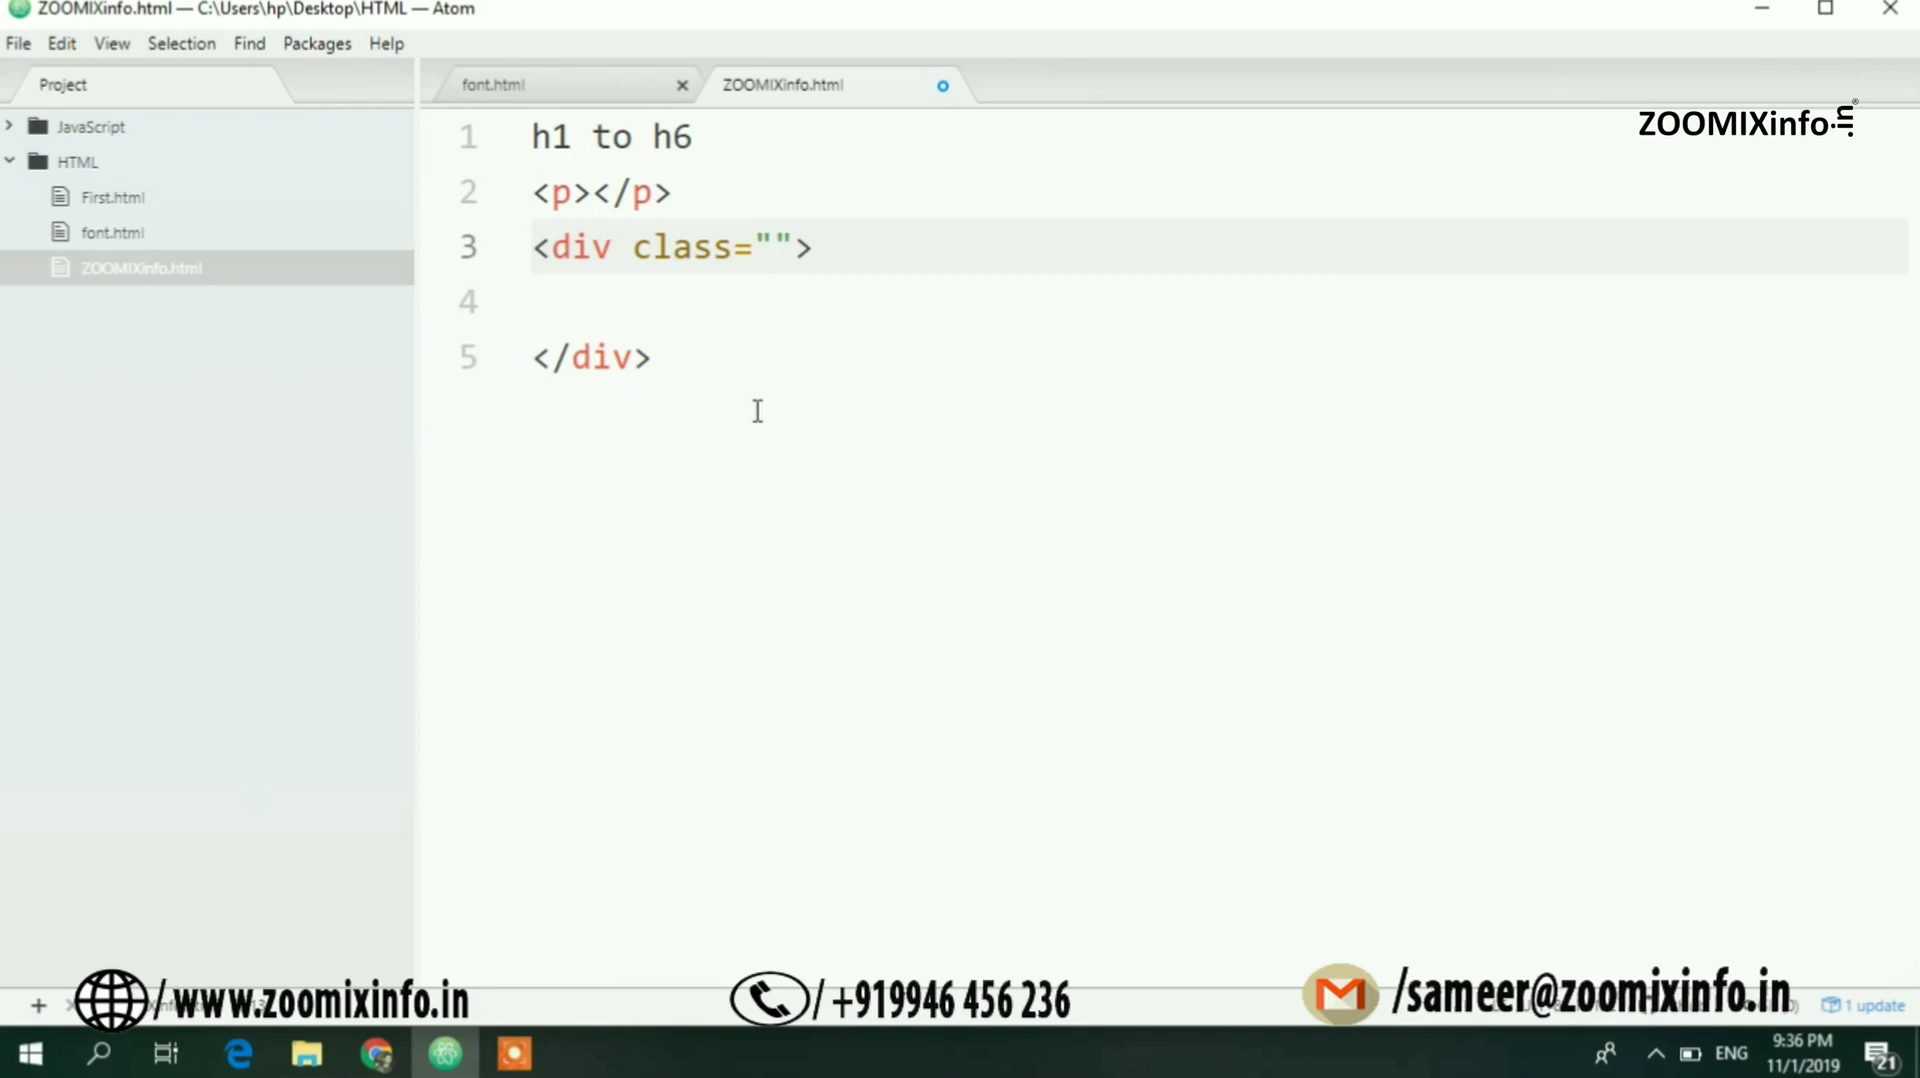 ZOOMIXinfo.html — C:\Users\hp\Desktop\HTML — Atom
File Edit View Selection Find Packages Help
Project
font.html
ZOOMIXinfo.html
JavaScript
HTML
First.html
font.html
ZOOMIXinfo.html
1 h1 to h6
2 <p></p>
3 <div class="">
4
5 </div>
ZOOMIXinfo.in®
/ www.zoomixinfo.in
/ +919946 456 236
/sameer@zoomixinfo.in
1 update
ENG
9:36 PM
11/1/2019
21